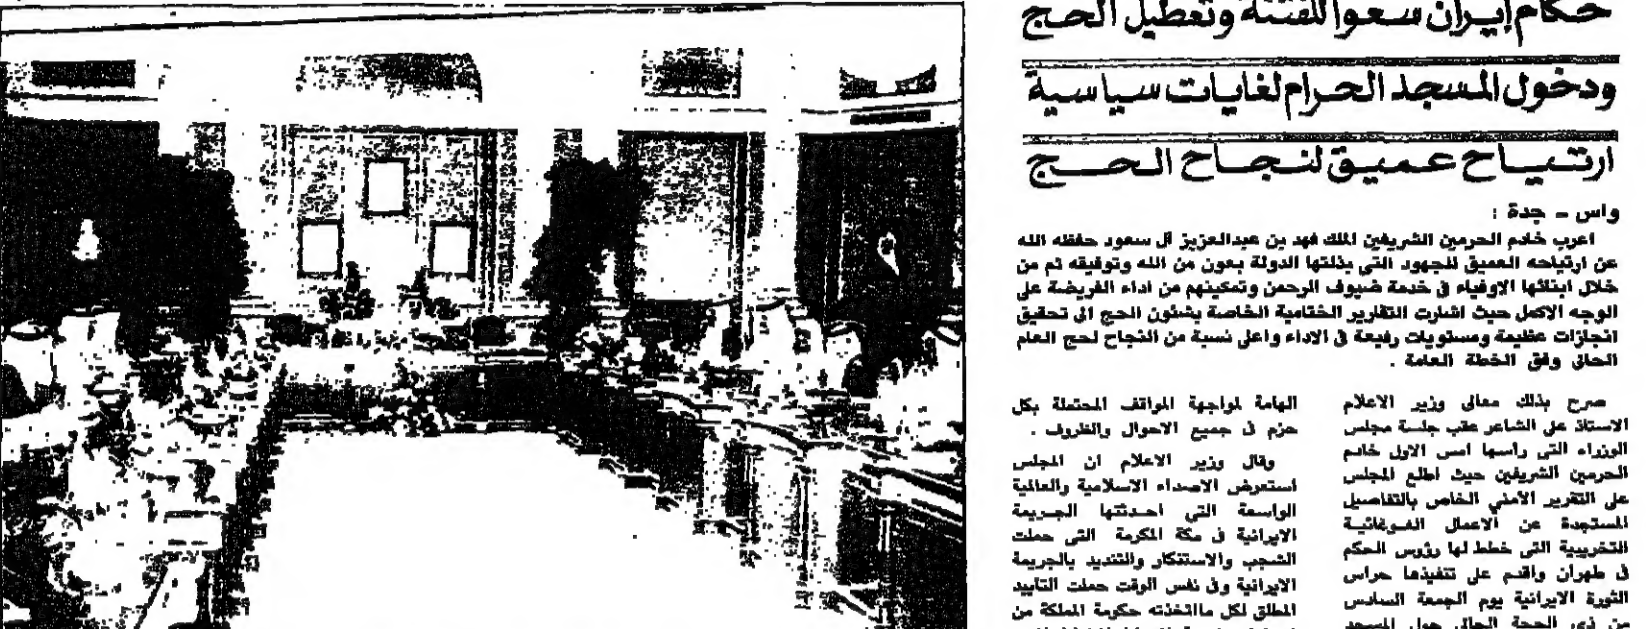 حكام إيران سعوا للفتنة وتعطيل الحج
ودخول المسجد الحرام لغايات سياسية
ارتياح عميق لنجاح الحج
واس - جدة :
اعرب خادم الحرمين الشريفين الملك فهد بن عبدالعزيز آل سعود حفظه الله
عن ارتياحه العميق للجهود التي بذلتها الدولة بعون من الله وتوفيقه ثم من
خلال ابنائها الاوفياء في خدمة ضيوف الرحمن وتمكينهم من اداء الفريضة على
الوجه الاكمل حيث اشارت التقارير الختامية الخاصة بشئون الحج الى تحقيق
انجازات عظيمة ومستويات رفيعة في الاداء واعلى نسبة من النجاح لحج العام
الحالي وفق الخطة العامة .
صرح بذلك معالي وزير الاعلام
الاستاذ علي الشاعر عقب جلسة مجلس
الوزراء التي رأسها امس الاول خادم
الحرمين الشريفين حيث اطلع المجلس
على التقرير الأمني الخاص بالتفاصيل
المستجدة عن الاعمال الغوغائية
التخريبية التي خطط لها رؤوس الحكم
في طهران واقدم على تنفيذها حراس
الثورة الايرانية يوم الجمعة السادس
من ذي الحجة الحالي حول المسجد
الهامة لمواجهة المواقف المحتملة بكل
حزم في جميع الاحوال والظروف .
وقال وزير الاعلام ان المجلس
استعرض الاصداء الاسلامية والعالمية
الواسعة التي احدثتها الجريمة
الايرانية في مكة المكرمة التي حملت
الشجب والاستنكار والتنديد بالجريمة
الايرانية وفي نفس الوقت حملت التأييد
المطلق لكل مااتخذته حكومة المملكة من